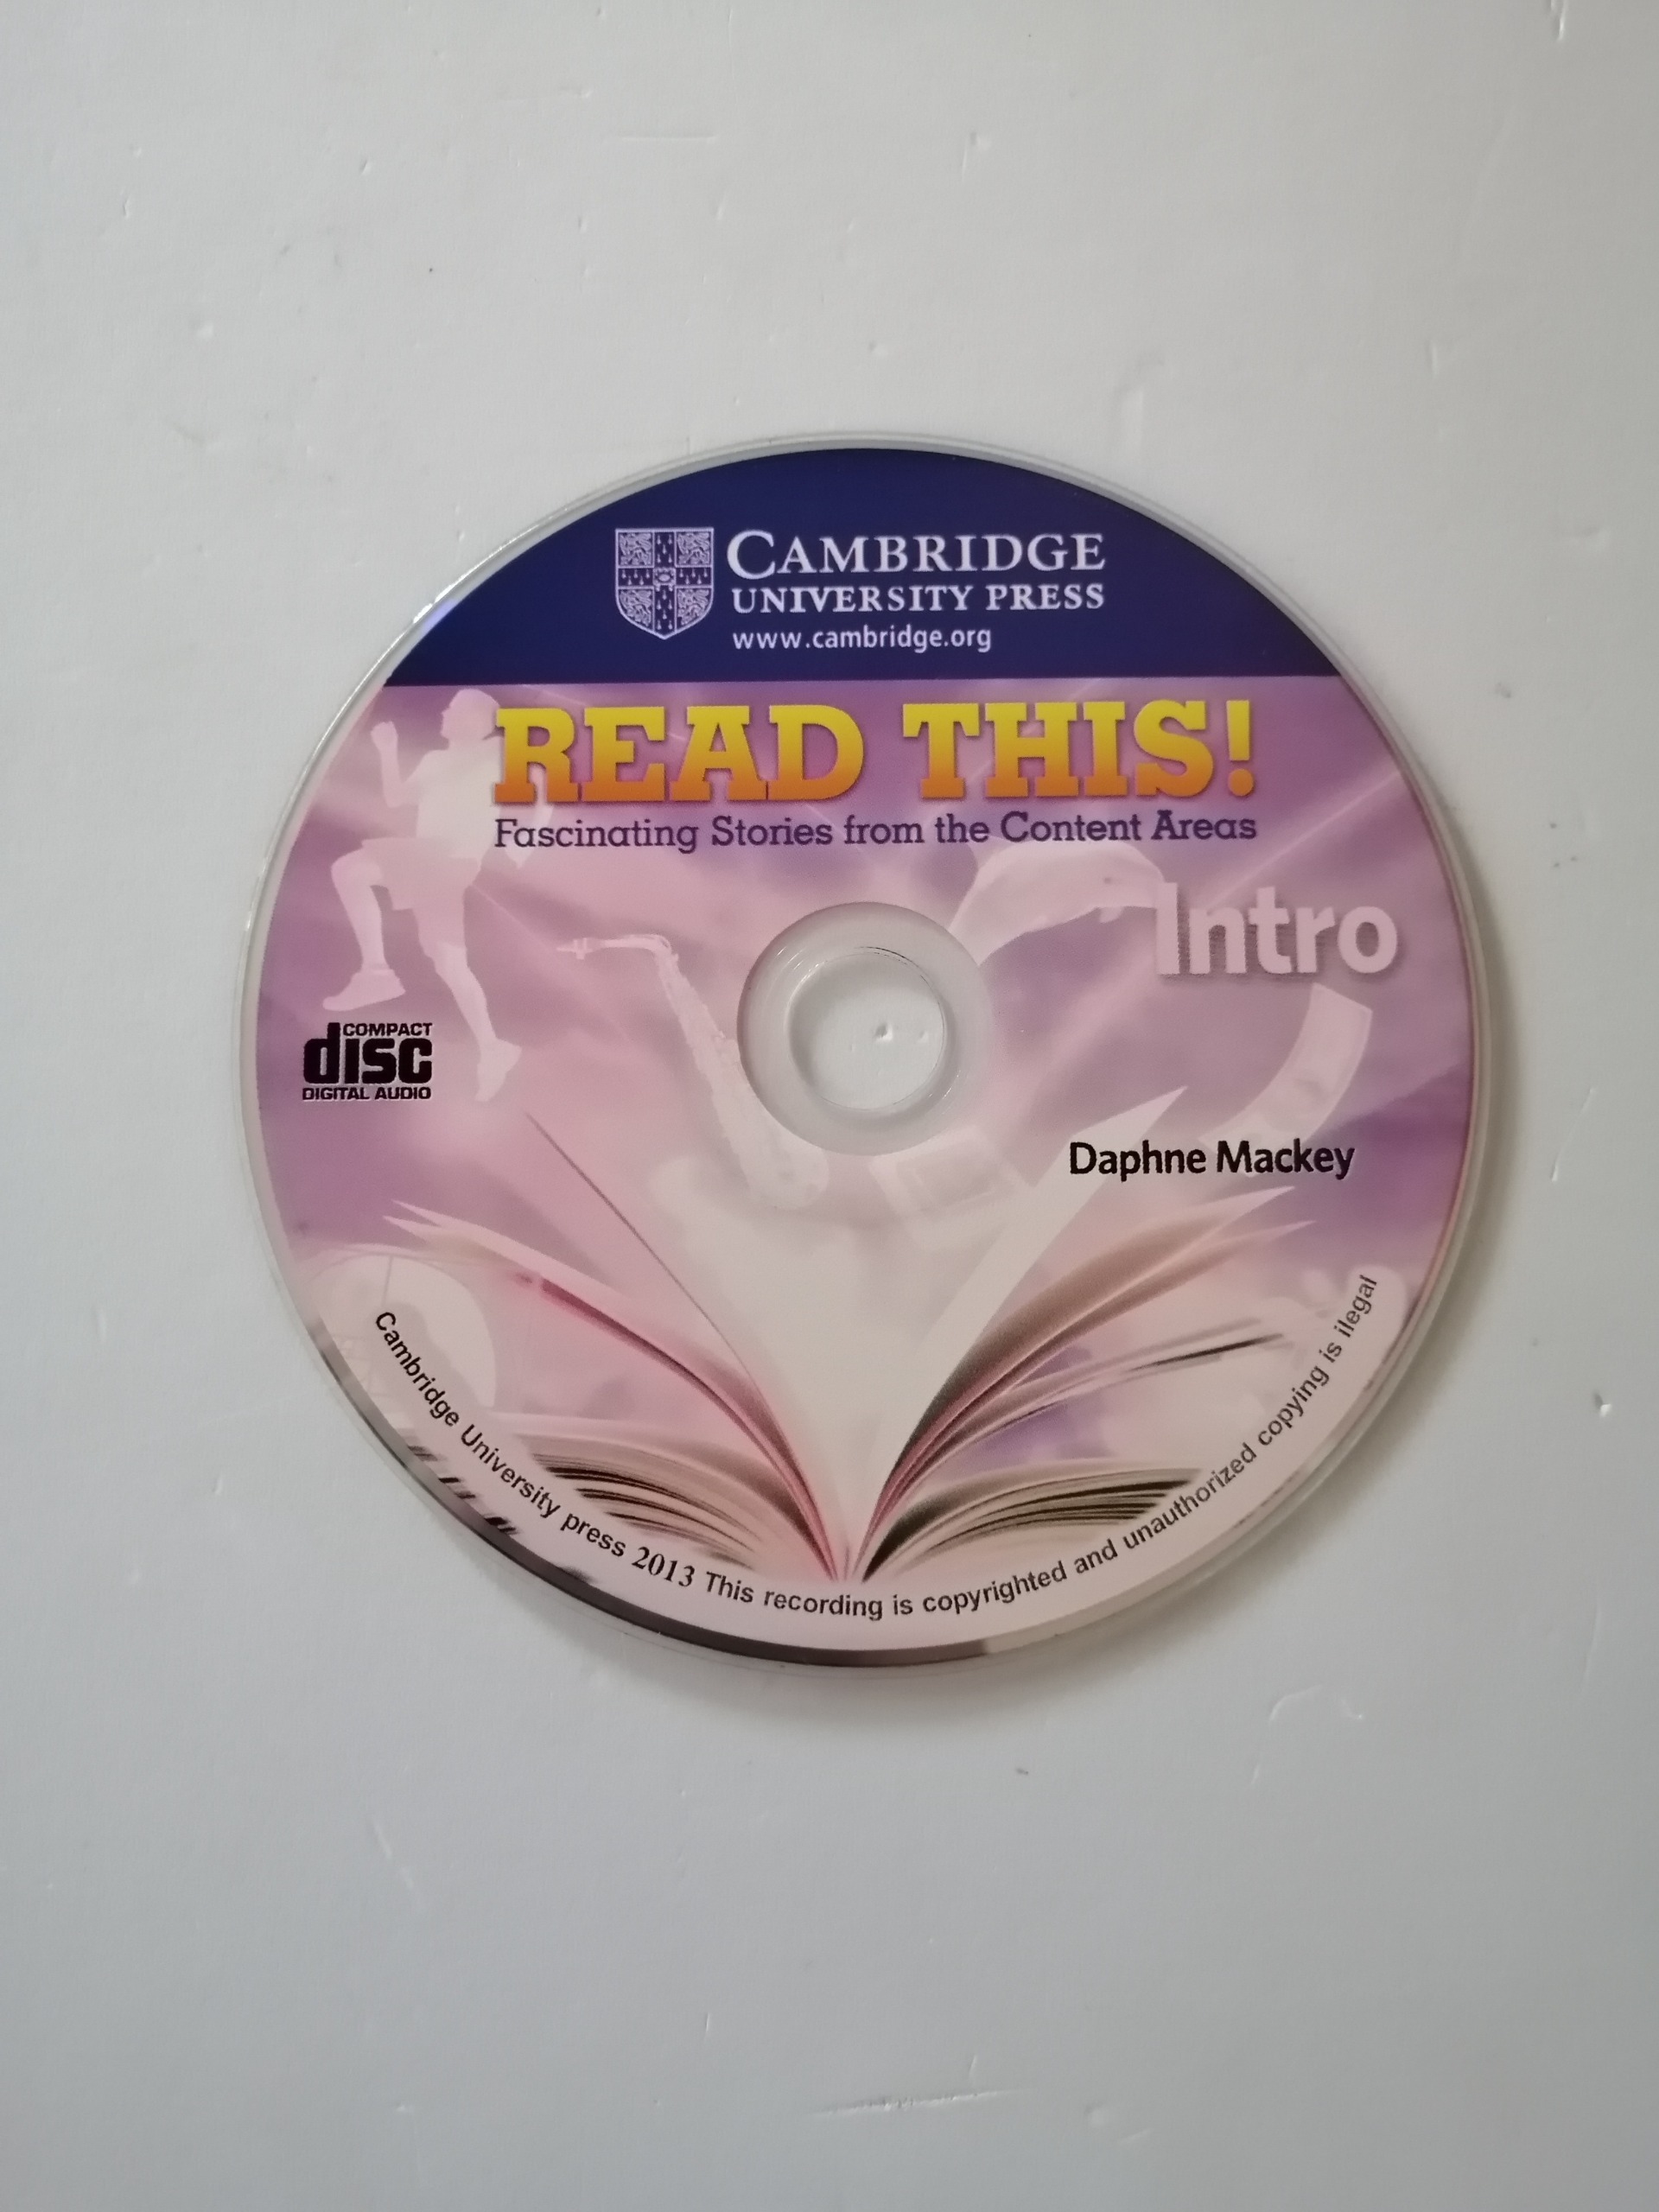 CAMBRIDGE
UNIVERSITY PRESS
www.cambridge.org
READ THIS!
Fascinating Stories from the Content Areas
Intro
COMPACT
disc
DIGITAL AUDIO
Daphne Mackey
Cambridge University press 2013 This recording is copyrighted and unauthorized copying is ilegal